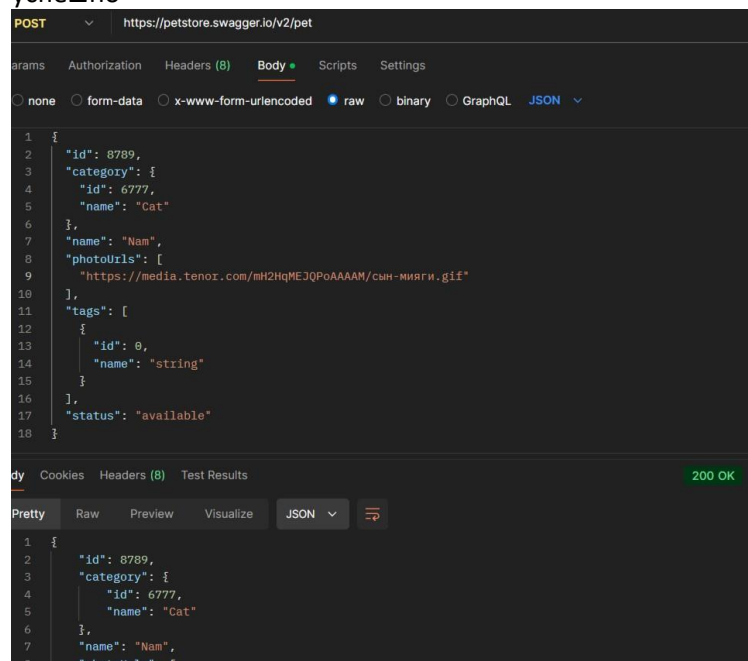 успешно
POST https://petstore.swagger.io/v2/pet
arams Authorization Headers (8) Body Scripts Settings
none form-data x-www-form-urlencoded raw binary GraphQL JSON
1 {
2 "id": 8789,
3 "category": {
4 "id": 6777,
5 "name": "Cat"
6 },
7 "name": "Nam",
8 "photoUrls": [
9 "https://media.tenor.com/mH2HqMEJQPoAAAAM/сын-мияги.gif"
10 ],
11 "tags": [
12 {
13 "id": 0,
14 "name": "string"
15 }
16 ],
17 "status": "available"
18 }
dy Cookies Headers (8) Test Results 200 OK
Pretty Raw Preview Visualize JSON
1 {
2 "id": 8789,
3 "category": {
4 "id": 6777,
5 "name": "Cat"
6 },
7 "name": "Nam",